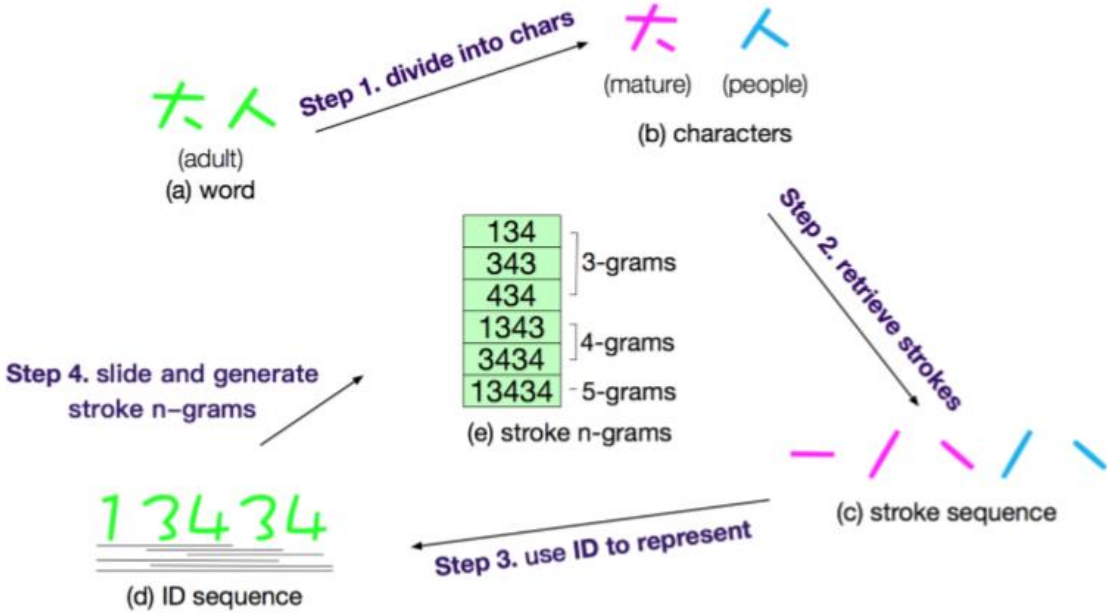 大人
(adult)
(a) word
Step 1. divide into chars
大 人
(mature) (people)
(b) characters
Step 2. retrieve strokes
(c) stroke sequence
Step 3. use ID to represent
13434
(d) ID sequence
Step 4. slide and generate
stroke n-grams
134
343
434
3-grams
1343
3434
4-grams
13434
5-grams
(e) stroke n-grams